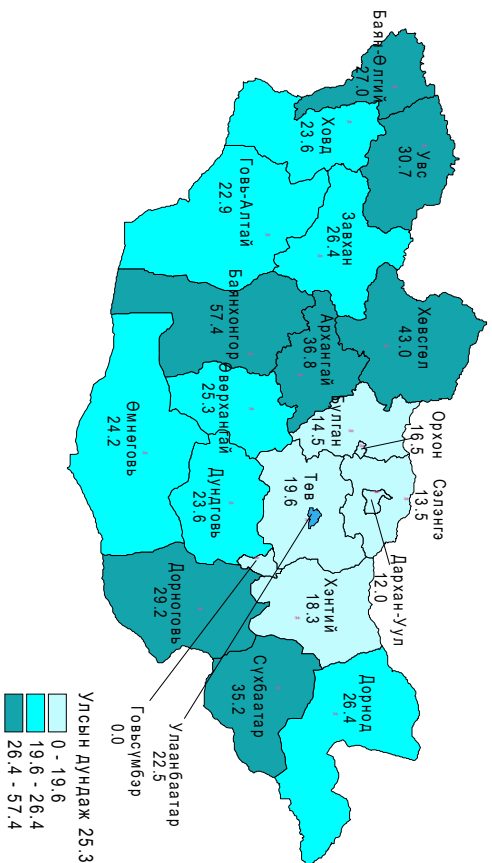 Баян-Өлгий
27.0
Увс
30.7
Ховд
23.6
Говь-Алтай
22.9
Завхан
26.4
Хөвсгөл
43.0
Архангай
36.8
Баянхонгор
57.4
Өвөрхангай
25.3
Өмнөговь
24.2
Булган
14.5
Орхон
16.5
Сэлэнгэ
13.5
Дархан-Уул
12.0
Төв
19.6
Дундговь
23.6
Дорноговь
29.2
Хэнтий
18.3
Сүхбаатар
35.2
Дорнод
26.4
Улаанбаатар
22.5
Говьсүмбэр
0.0
Улсын дундаж 25.3
0 - 19.6
19.6 - 26.4
26.4 - 57.4